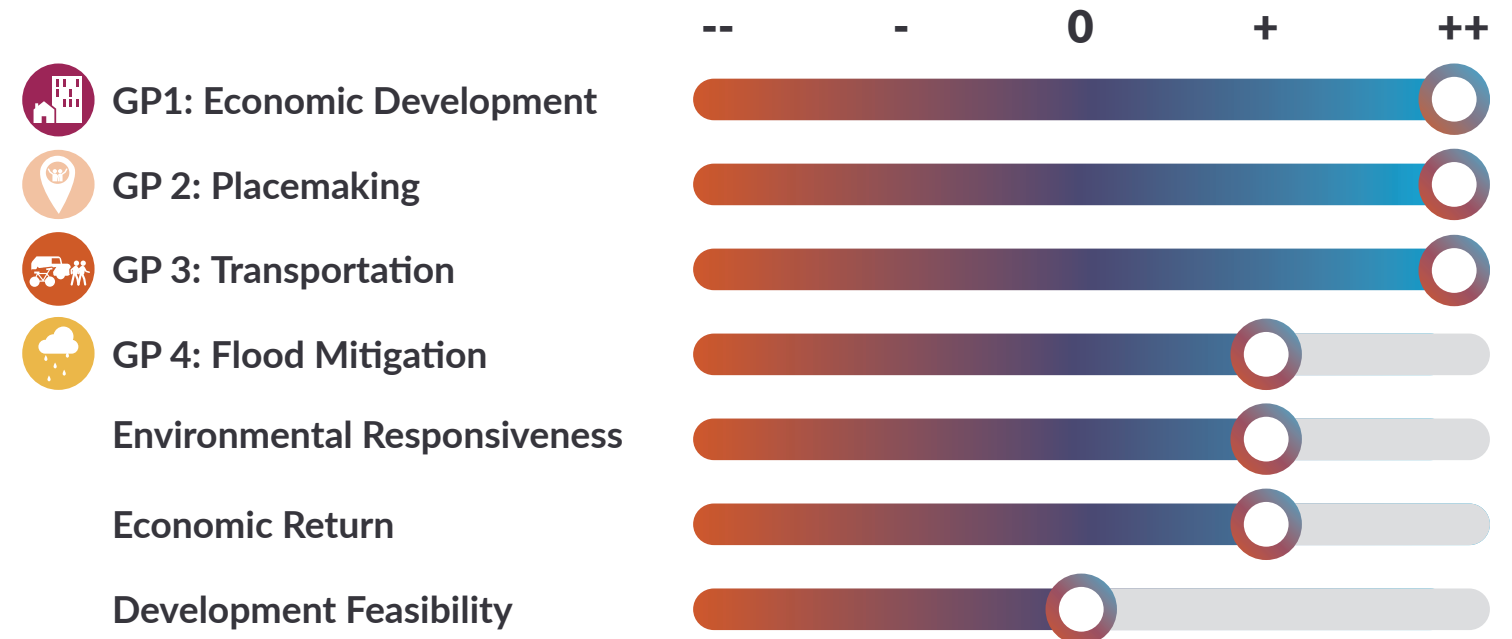 -- - 0 + ++
GP1: Economic Development
GP 2: Placemaking
GP 3: Transportation
GP 4: Flood Mitigation
Environmental Responsiveness
Economic Return
Development Feasibility